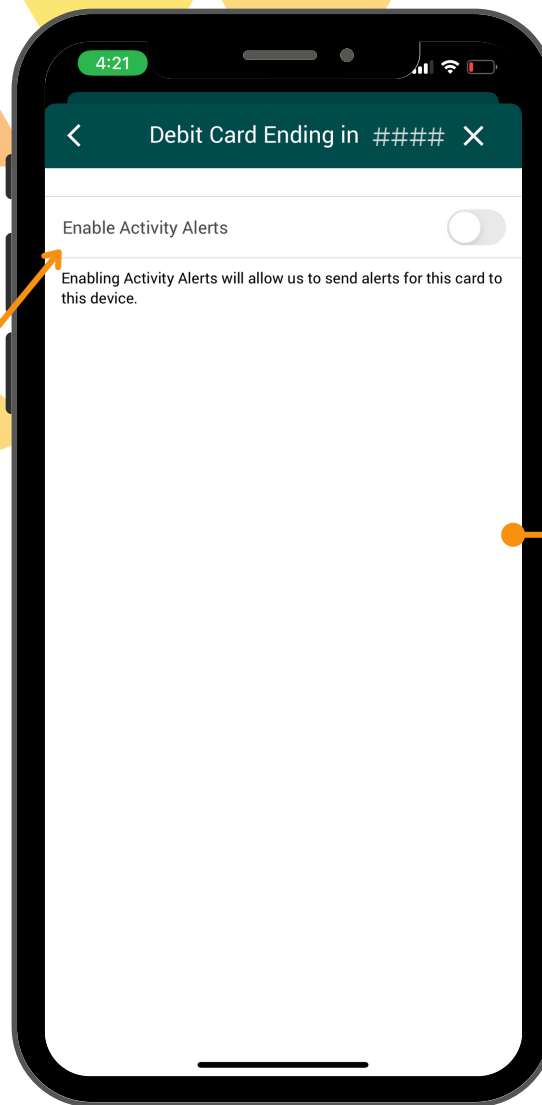 4:21
Debit Card Ending in ####
Enable Activity Alerts
Enabling Activity Alerts will allow us to send alerts for this card to
this device.